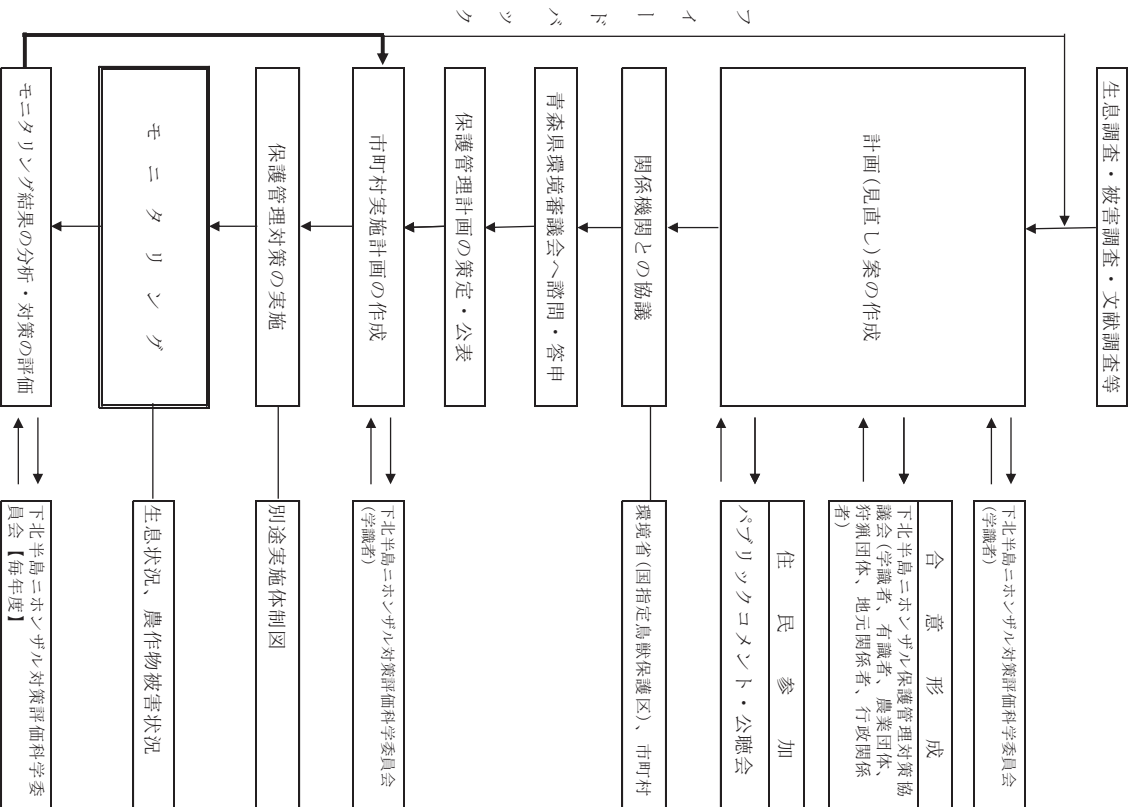 フィードバック
生息調査・被害調査・文献調査等
計画(見直し)案の作成
関係機関との協議
青森県環境審議会へ諮問・答申
保護管理計画の策定・公表
市町村実施計画の作成
保護管理対策の実施
モニタリング
モニタリング結果の分析・対策の評価
下北半島ニホンザル対策評価科学委員会
(学識者)
合意形成
下北半島ニホンザル保護管理対策協
議会(学識者、有識者、農業団体、
狩猟団体、地元関係者、行政関係
者)
住民参加
パブリックコメント・公聴会
環境省(国指定鳥獣保護区)、市町村
下北半島ニホンザル対策評価科学委員会
(学識者)
別途実施体制図
生息状況、農作物被害状況
下北半島ニホンザル対策評価科学委
員会【毎年度】